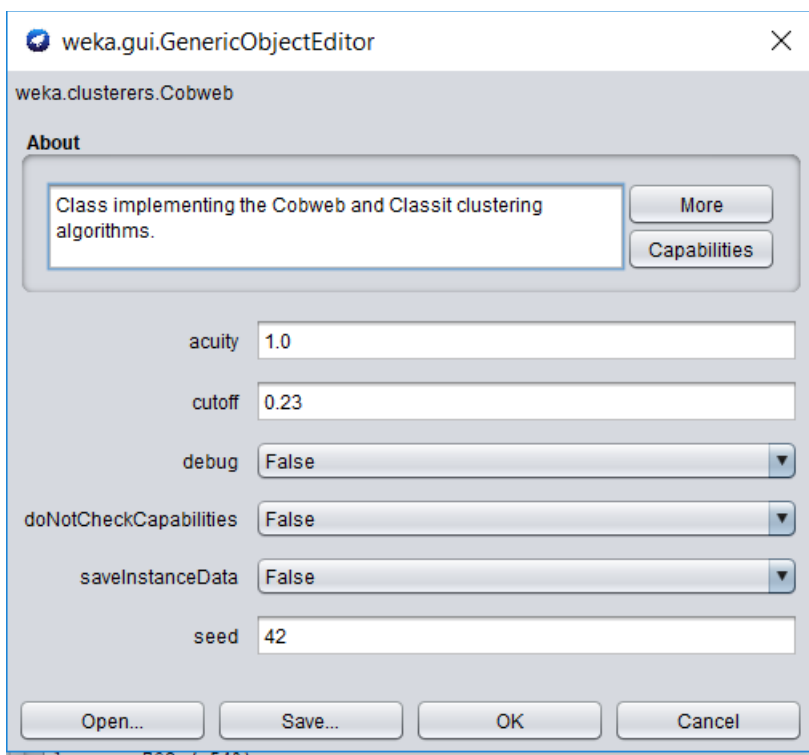 weka.gui.GenericObjectEditor
weka.clusterers.Cobweb
About
Class implementing the Cobweb and Classit clustering
algorithms.
More
Capabilities
acuity 1.0
cutoff 0.23
debug False
doNotCheckCapabilities False
saveInstanceData False
seed 42
Open... Save... OK Cancel